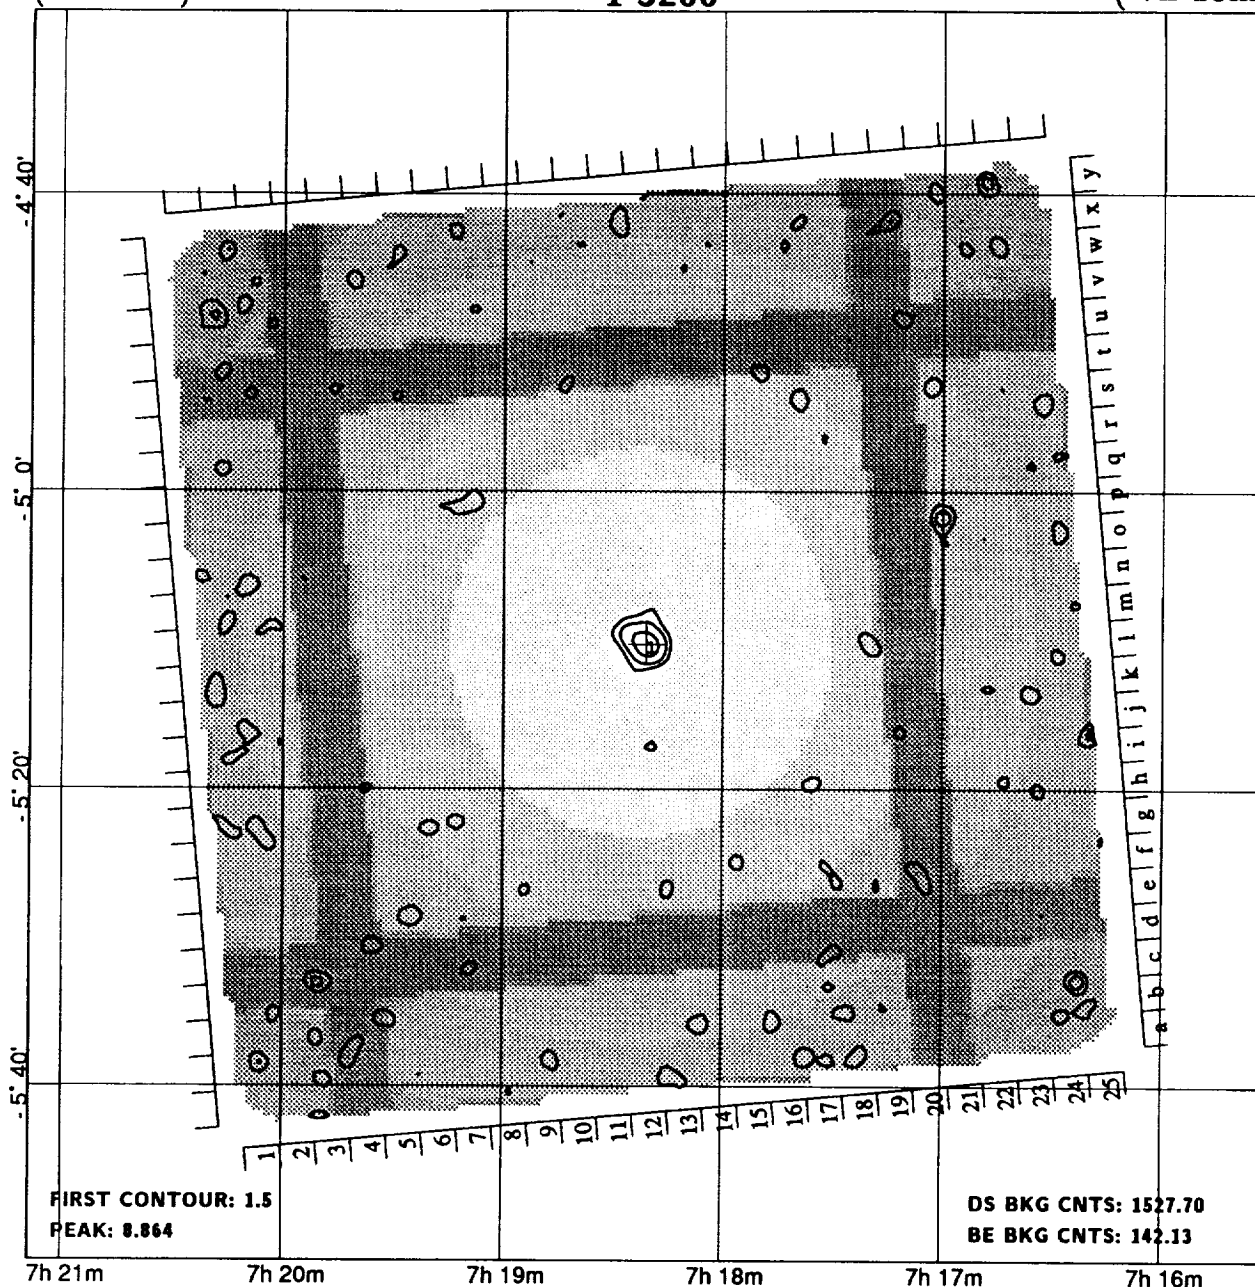 -4° 40'
- 5° 0'
- 5° 20'
- 5° 40'
y
x
w
v
u
t
s
r
q
p
o
n
m
l
k
j
i
h
g
f
e
d
c
b
a
1 2 3 4 5 6 7 8 9 10 11 12 13 14 15 16 17 18 19 20 21 22 23 24 25
FIRST CONTOUR: 1.5
PEAK: 8.864
DS BKG CNTS: 1527.70
BE BKG CNTS: 142.13
7h 21m 7h 20m 7h 19m 7h 18m 7h 17m 7h 16m